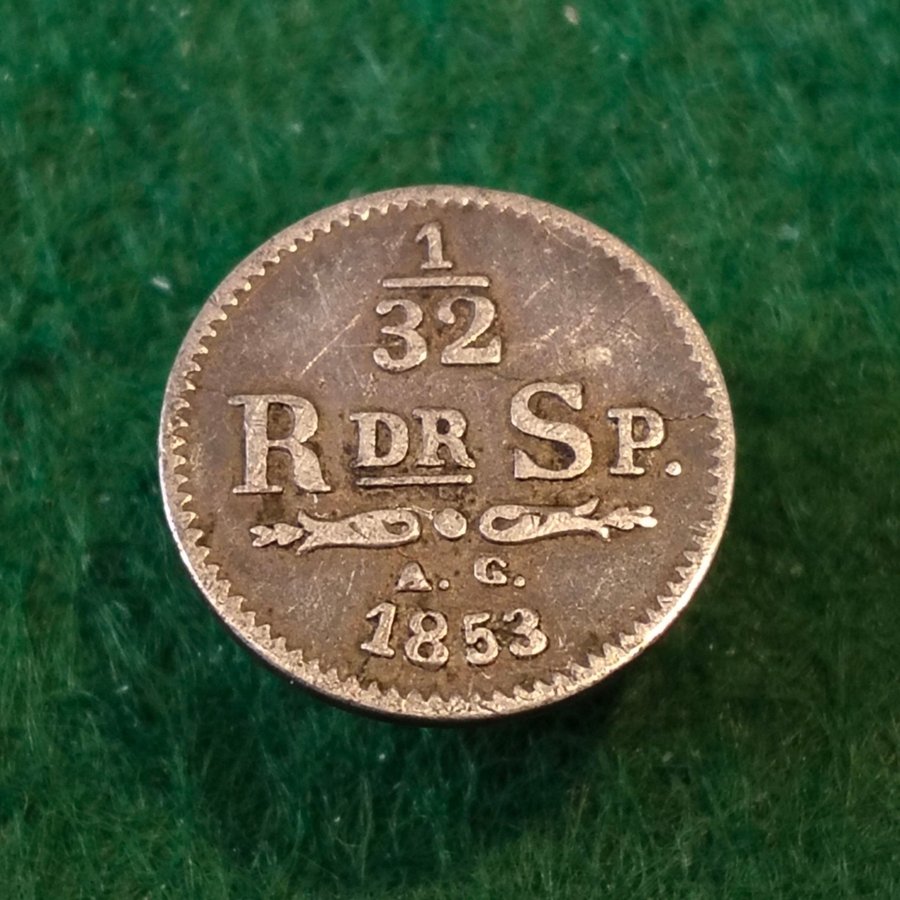 1
32
RDR SP.
A. G.
1853